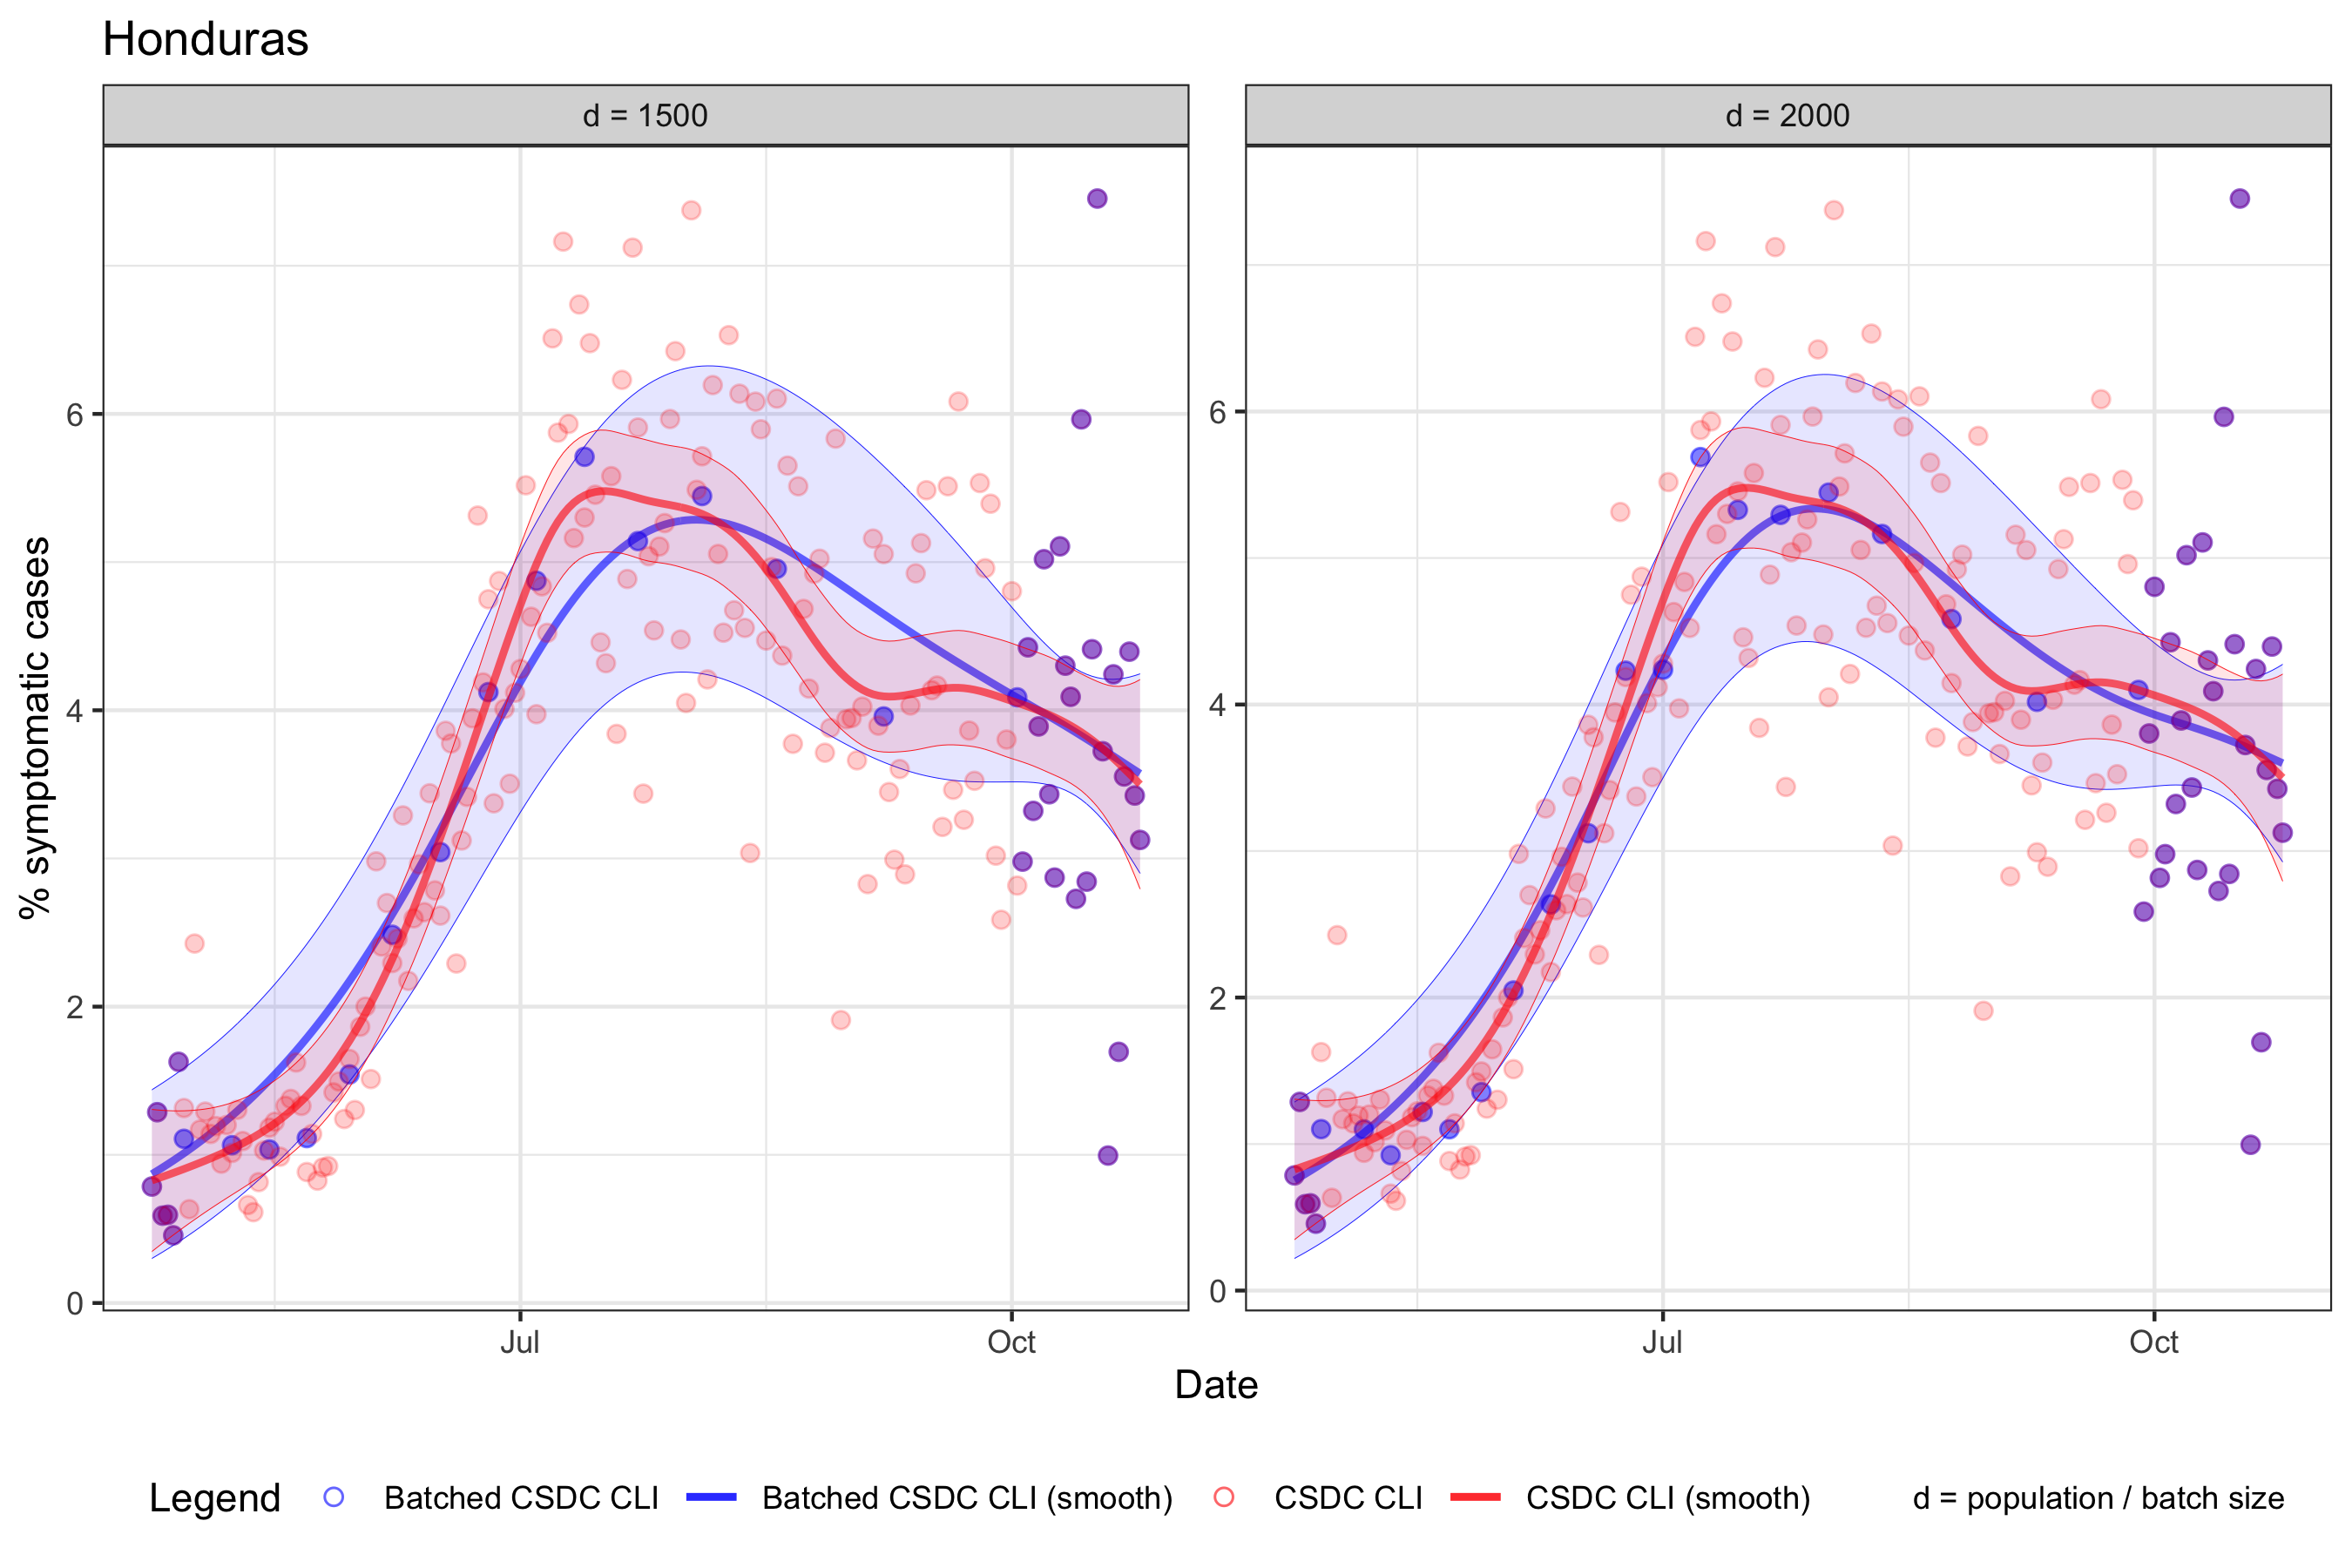 Honduras
d = 1500
d = 2000
% symptomatic cases
6
4
2
0
6
4
2
0
Jul
Oct
Jul
Oct
Date
Legend
Batched CSDC CLI
Batched CSDC CLI (smooth)
CSDC CLI
CSDC CLI (smooth)
d = population / batch size